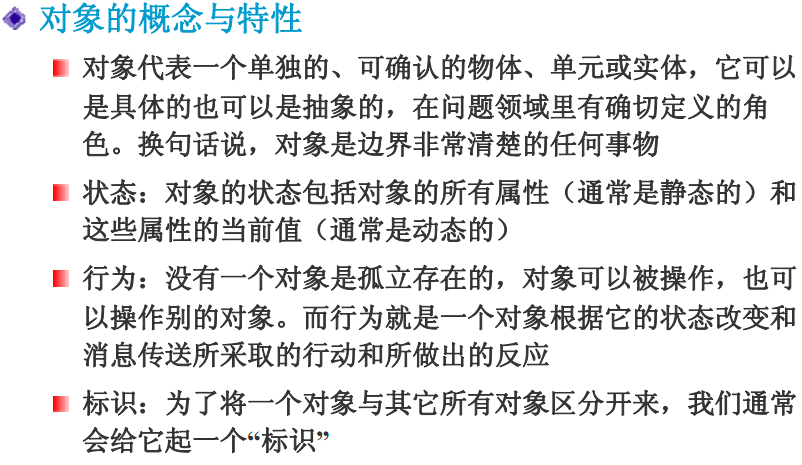 对象的概念与特性
对象代表一个单独的、可确认的物体、单元或实体，它可以
是具体的也可以是抽象的，在问题领域里有确切定义的角
色。换句话说，对象是边界非常清楚的任何事物
状态：对象的状态包括对象的所有属性（通常是静态的）和
这些属性的当前值（通常是动态的）
行为：没有一个对象是孤立存在的，对象可以被操作，也可
以操作别的对象。而行为就是一个对象根据它的状态改变和
消息传送所采取的行动和所做出的反应
标识：为了将一个对象与其它所有对象区分开来，我们通常
会给它起一个“标识”